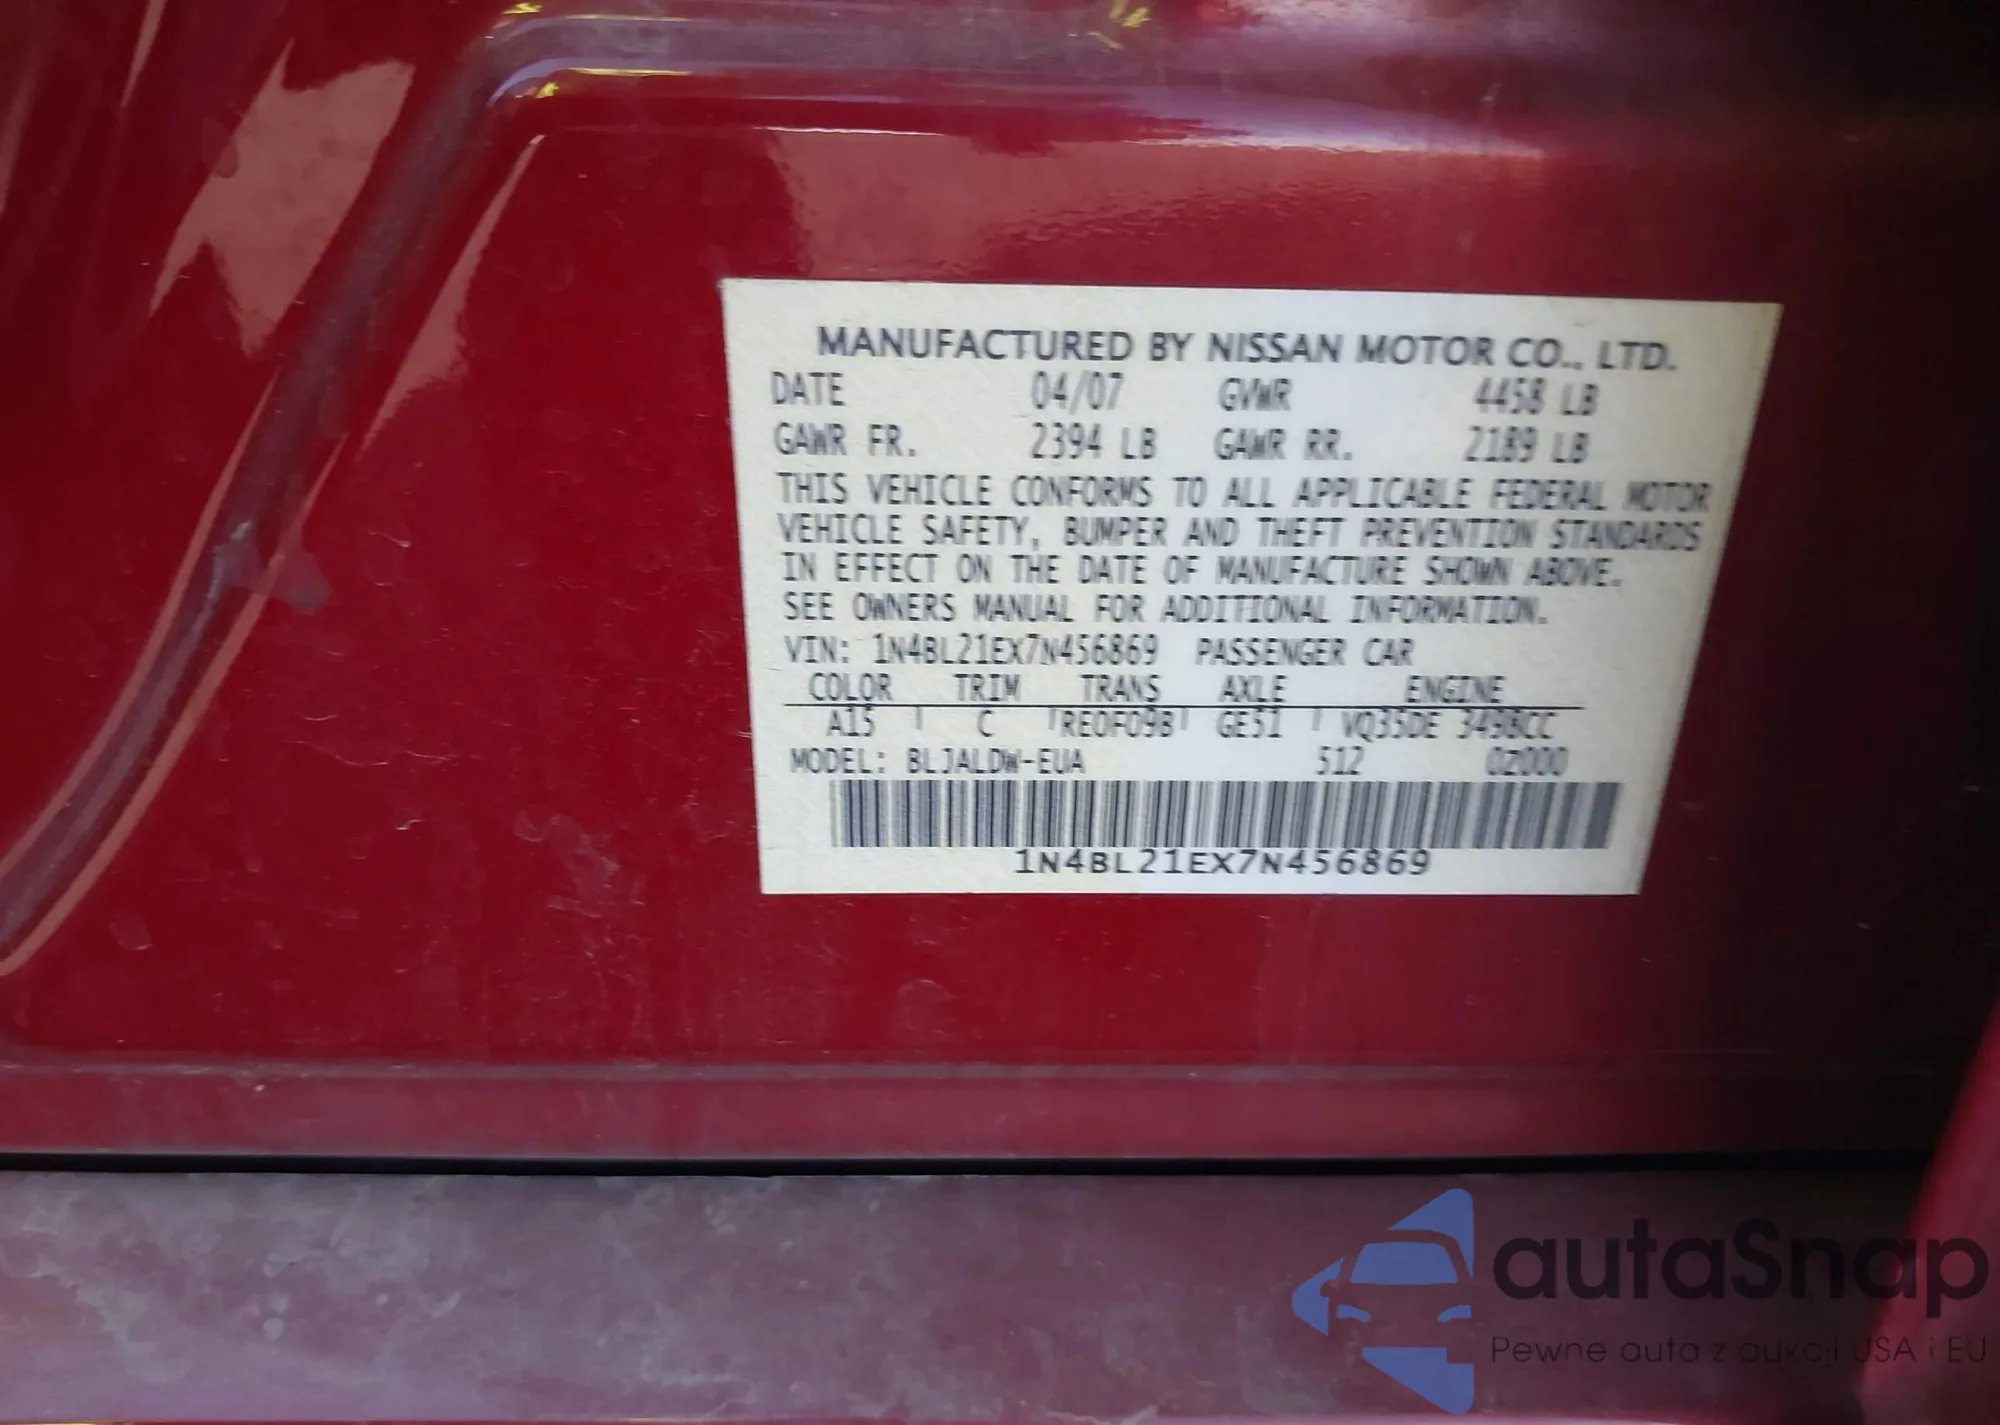 MANUFACTURED BY NISSAN MOTOR CO., LTD.
DATE 04/07 GVWR 4458 LB
GAWR FR. 2394 LB GAWR RR. 2189 LB
THIS VEHICLE CONFORMS TO ALL APPLICABLE FEDERAL MOTOR
VEHICLE SAFETY, BUMPER AND THEFT PREVENTION STANDARDS
IN EFFECT ON THE DATE OF MANUFACTURE SHOWN ABOVE.
SEE OWNERS MANUAL FOR ADDITIONAL INFORMATION.
VIN: 1N4BL21EX7N456869 PASSENGER CAR
COLOR TRIM TRANS AXLE ENGINE
A15 C RE0F09B GE51 VQ35DE 3498CC
MODEL: BLJALDW-EUA 512 0Z000
1N4BL21EX7N456869
autaSnap
Pewne auta z aukcji USA i EU